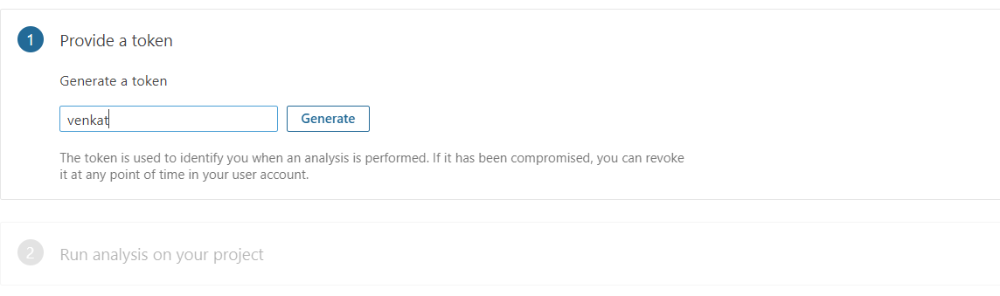 1 Provide a token
Generate a token
venkat Generate
The token is used to identify you when an analysis is performed. If it has been compromised, you can revoke
it at any point of time in your user account.
2 Run analysis on your project